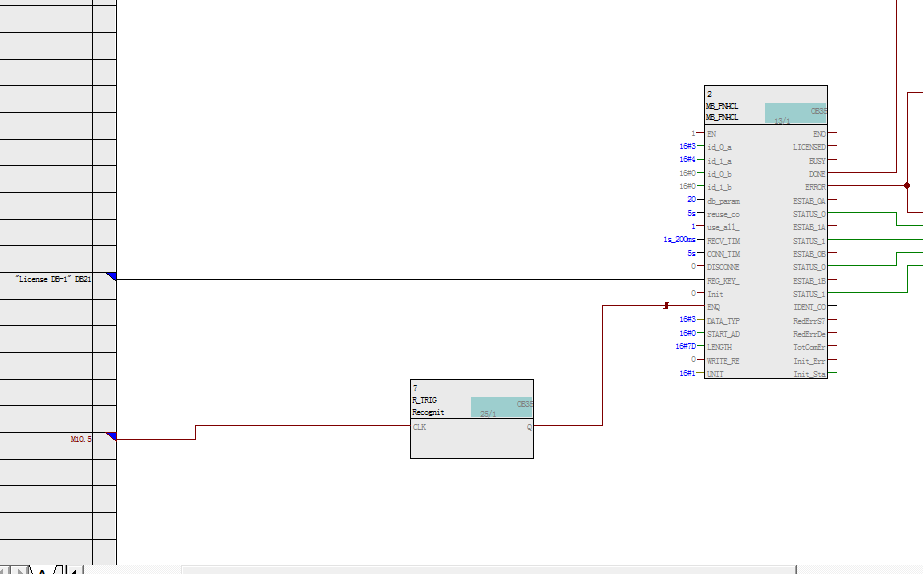 2
MB_PNHCL
MB_PNHCL
OB35
13/1
1 EN ENO
16#3 id_0_a LICENSED
16#4 id_1_a BUSY
16#0 id_0_b DONE
16#0 id_1_b ERROR
20 db_param ESTAB_0A
5s reuse_co STATUS_0
1 use_all_ ESTAB_1A
1s_200ms RECV_TIM STATUS_1
5s CONN_TIM ESTAB_0B
0 DISCONNE STATUS_0
"License DB-1" DB21 REG_KEY_ ESTAB_1B
0 Init STATUS_1
ENQ IDENT_CO
16#3 DATA_TYP RedErrS7
16#0 START_AD RedErrDe
16#7D LENGTH TotComEr
0 WRITE_RE Init_Err
16#1 UNIT Init_Sta
7
R_TRIG
Recognit
OB35
25/1
M10.5 CLK Q
A